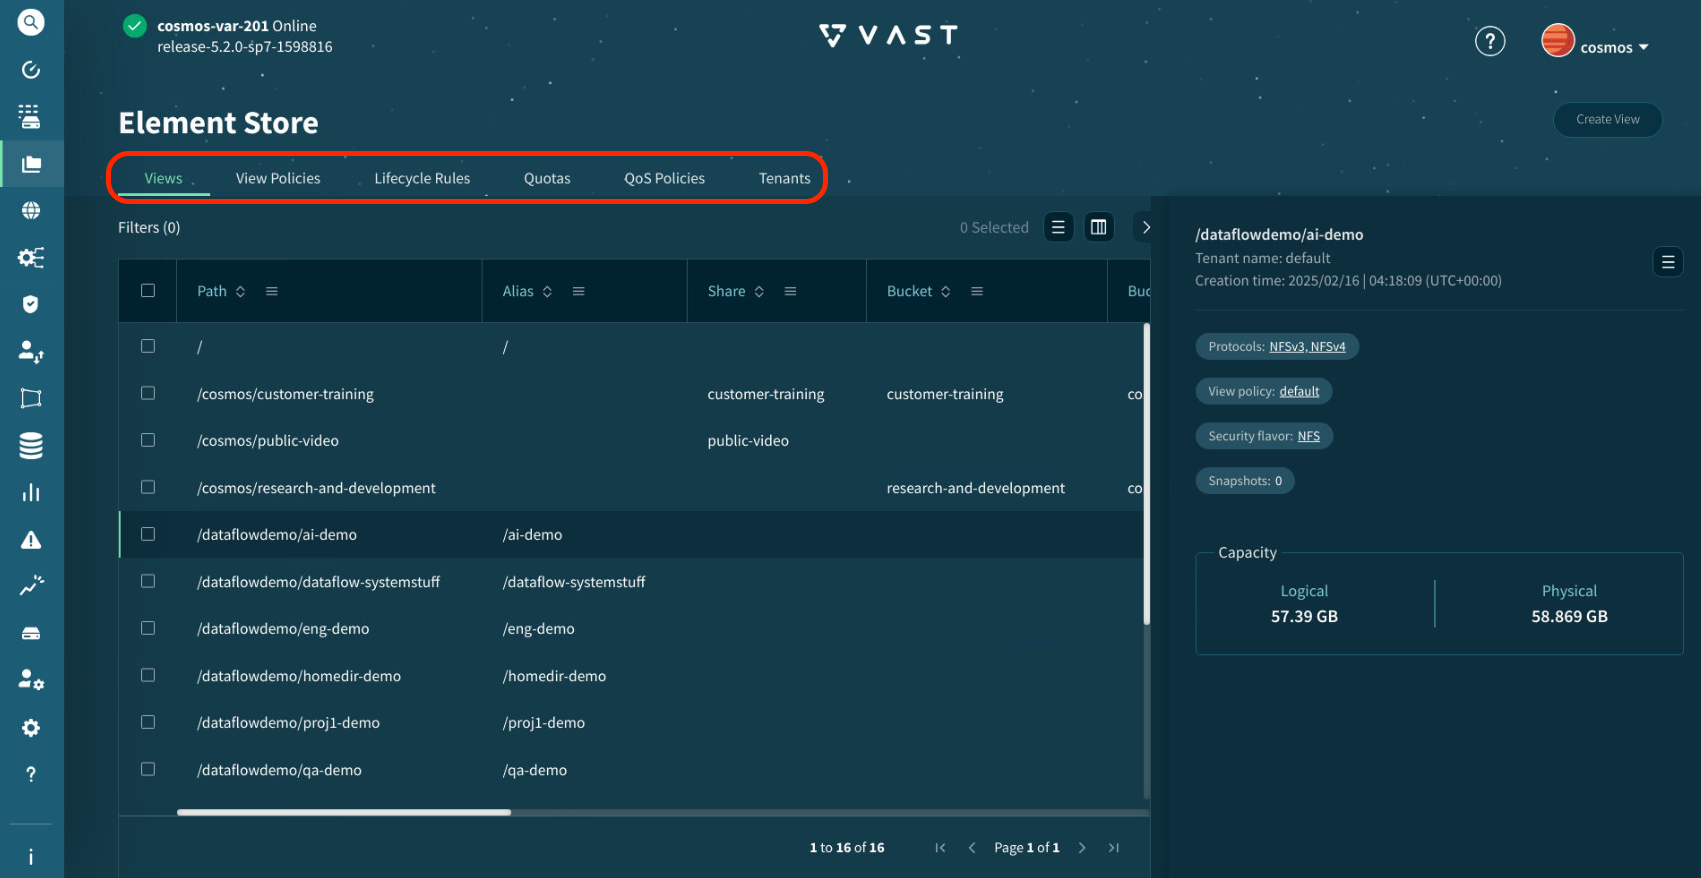 cosmos-var-201 Online
release-5.2.0-sp7-1598816
VAST
?
cosmos
Element Store
Create View
Views View Policies Lifecycle Rules Quotas QoS Policies Tenants
Filters (0)
0 Selected
Path Alias Share Bucket Buc
/ /
/cosmos/customer-training customer-training customer-training co
/cosmos/public-video public-video
/cosmos/research-and-development research-and-development co
/dataflowdemo/ai-demo /ai-demo
/dataflowdemo/dataflow-systemstuff /dataflow-systemstuff
/dataflowdemo/eng-demo /eng-demo
/dataflowdemo/homedir-demo /homedir-demo
/dataflowdemo/proj1-demo /proj1-demo
/dataflowdemo/qa-demo /qa-demo
1 to 16 of 16
Page 1 of 1
/dataflowdemo/ai-demo
Tenant name: default
Creation time: 2025/02/16 | 04:18:09 (UTC+00:00)
Protocols: NFSv3, NFSv4
View policy: default
Security flavor: NFS
Snapshots: 0
Capacity
Logical Physical
57.39 GB 58.869 GB